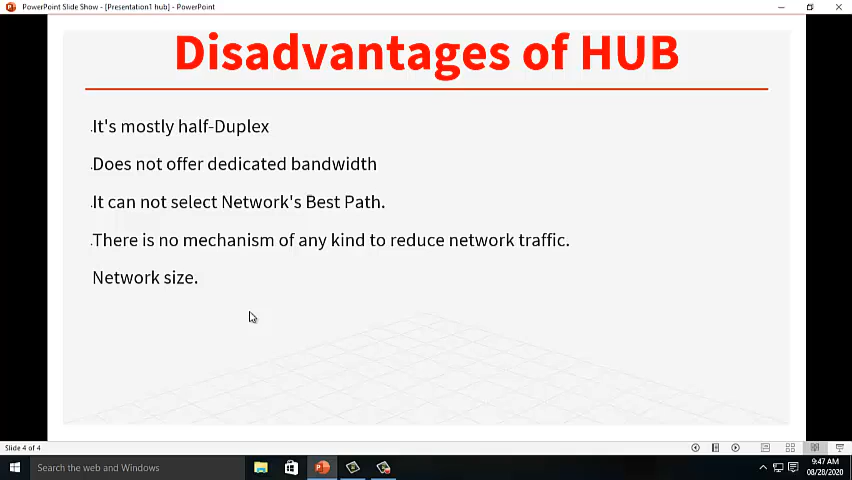 PowerPoint Slide Show - [Presentation1 hub] - PowerPoint
Disadvantages of HUB
.It's mostly half-Duplex
.Does not offer dedicated bandwidth
.It can not select Network's Best Path.
.There is no mechanism of any kind to reduce network traffic.
Network size.
Slide 4 of 4
Search the web and Windows
9:47 AM
08/28/2020